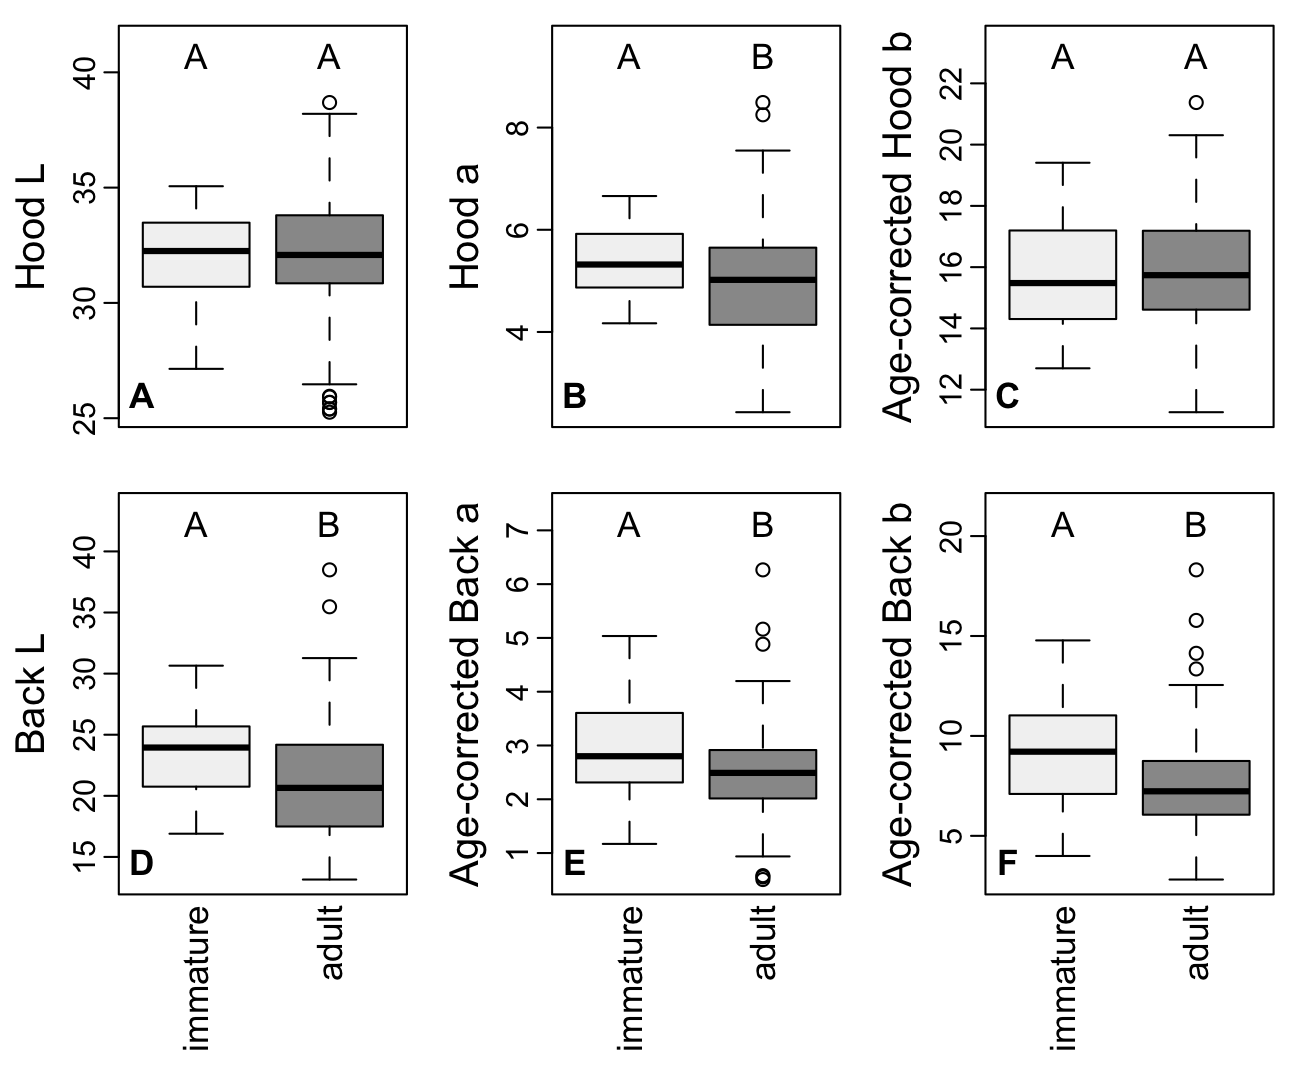 Hood L
40
35
30
25
A A
A
Hood a
8
6
4
A B
B
Age-corrected Hood b
22
20
18
16
14
12
A A
C
Back L
40
35
30
25
20
15
A B
D
immature adult
Age-corrected Back a
7
6
5
4
3
2
1
A B
E
immature adult
Age-corrected Back b
20
15
10
5
A B
F
immature adult